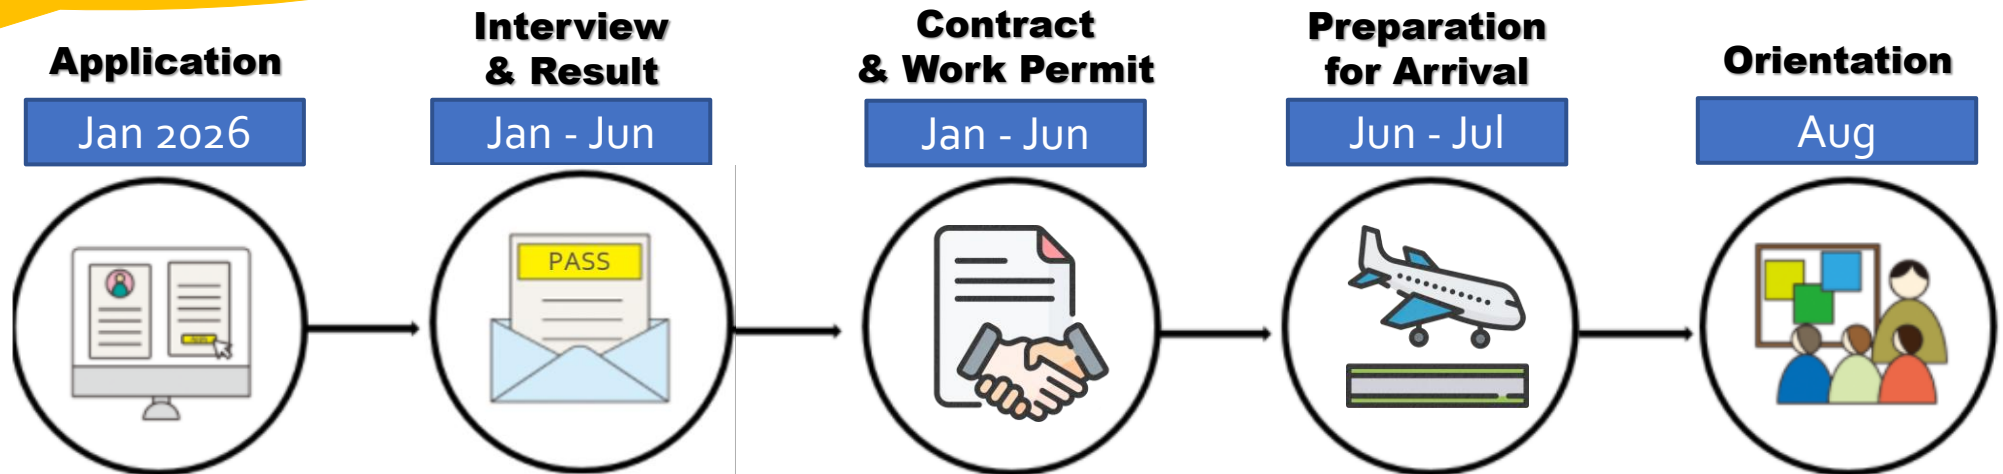 Application
Jan 2026
Interview
& Result
Jan - Jun
Contract
& Work Permit
Jan - Jun
Preparation
for Arrival
Jun - Jul
Orientation
Aug
PASS